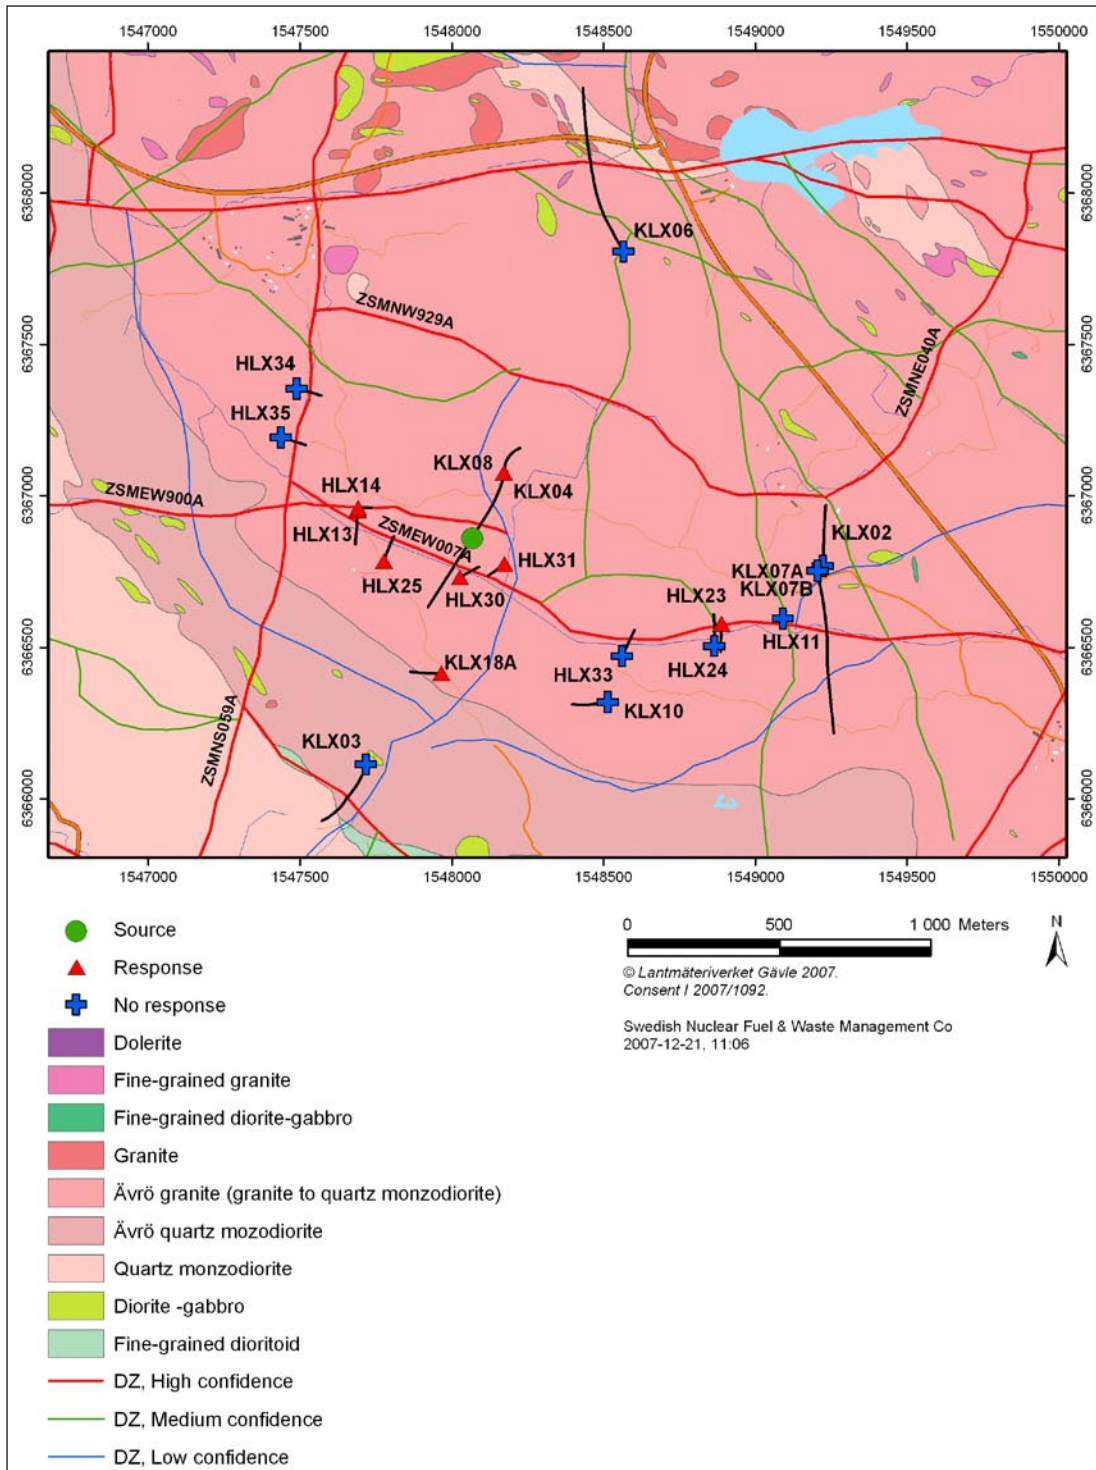 1547000 1547500 1548000 1548500 1549000 1549500 1550000
6368000 6368000
KLX06
ZSMNW929A
6367500 6367500
HLX34
ZSMNE040A
HLX35
KLX08
ZSMEW900A
HLX14
KLX04
6367000 6367000
HLX13
ZSMEW007A
KLX02
HLX31
KLX07A
HLX25
HLX30
HLX23
KLX07B
6366500 6366500
KLX18A
HLX33
HLX24
HLX11
KLX10
ZSMNS059A
KLX03
6366000 6366000
1547000 1547500 1548000 1548500 1549000 1549500 1550000
Source
Response
No response
Dolerite
Fine-grained granite
Fine-grained diorite-gabbro
Granite
Ävrö granite (granite to quartz monzodiorite)
Ävrö quartz mozodiorite
Quartz monzodiorite
Diorite -gabbro
Fine-grained dioritoid
DZ, High confidence
DZ, Medium confidence
DZ, Low confidence
0 500 1 000 Meters
N
© Lantmäteriverket Gävle 2007.
Consent I 2007/1092.
Swedish Nuclear Fuel & Waste Management Co
2007-12-21, 11:06